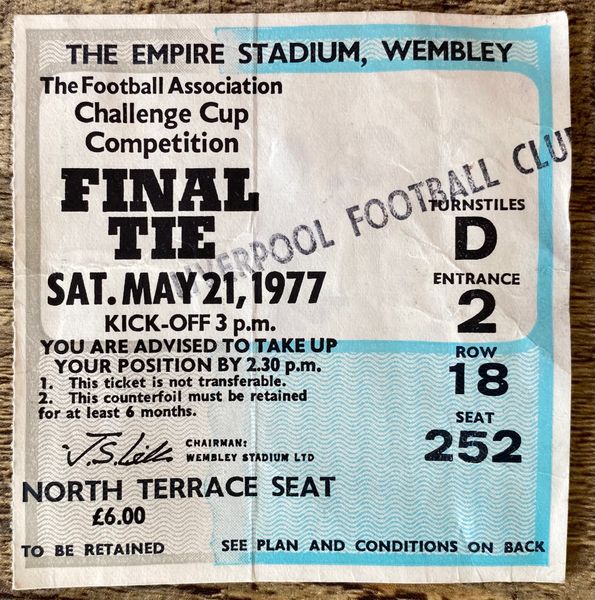 THE EMPIRE STADIUM, WEMBLEY
The Football Association
Challenge Cup
Competition
FINAL
TIE
SAT. MAY 21, 1977
KICK-OFF 3 p.m.
YOU ARE ADVISED TO TAKE UP
YOUR POSITION BY 2.30 p.m.
1. This ticket is not transferable.
2. This counterfoil must be retained
for at least 6 months.
CHAIRMAN:
WEMBLEY STADIUM LTD
NORTH TERRACE SEAT
£6.00
TO BE RETAINED
LIVERPOOL FOOTBALL CLUB
TURNSTILES
D
ENTRANCE
2
ROW
18
SEAT
252
SEE PLAN AND CONDITIONS ON BACK